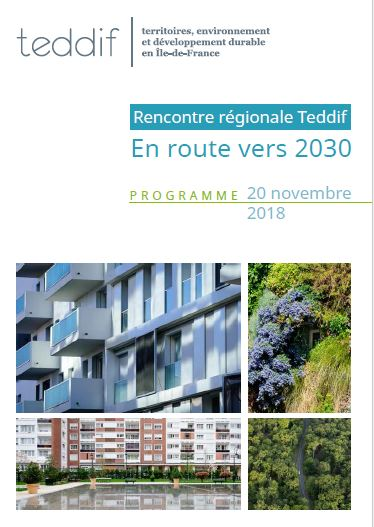 teddif
territoires, environnement
et développement durable
en Île-de-France
Rencontre régionale Teddif
En route vers 2030
PROGRAMME 20 novembre
2018